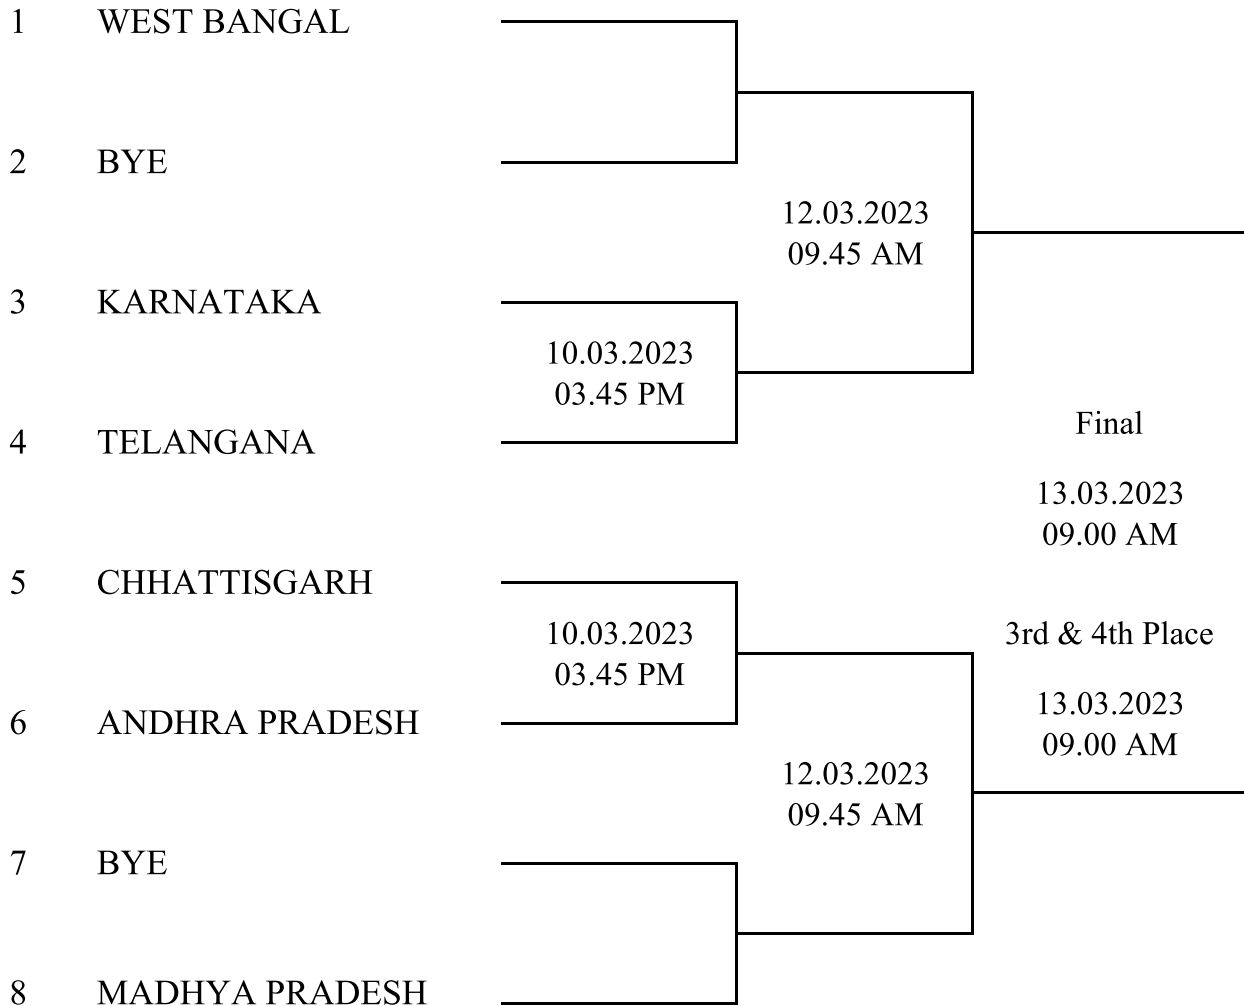 1 WEST BANGAL
2 BYE
12.03.2023
09.45 AM
3 KARNATAKA
10.03.2023
03.45 PM
4 TELANGANA
Final
13.03.2023
09.00 AM
5 CHHATTISGARH
10.03.2023
03.45 PM
3rd & 4th Place
13.03.2023
09.00 AM
6 ANDHRA PRADESH
12.03.2023
09.45 AM
7 BYE
8 MADHYA PRADESH